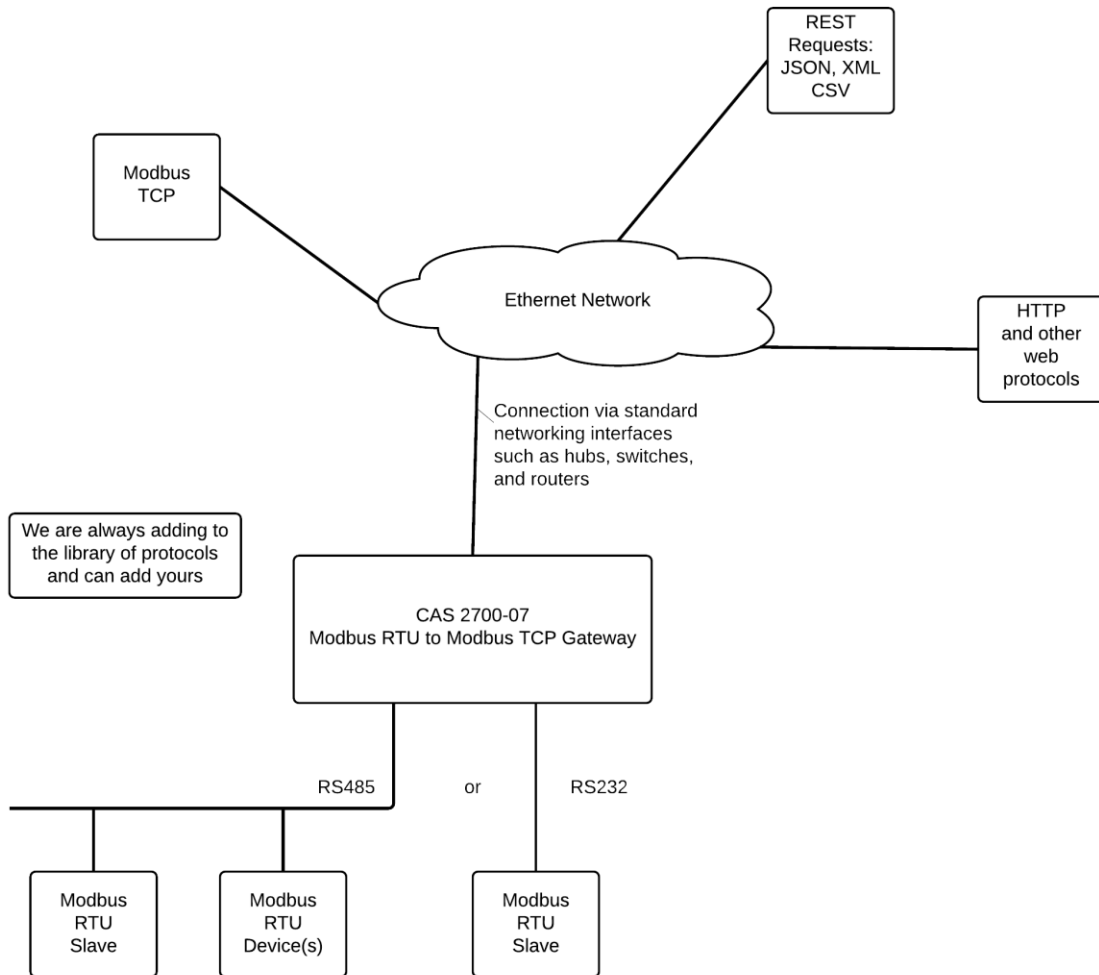 REST
Requests:
JSON, XML
CSV
Modbus
TCP
Ethernet Network
HTTP
and other
web
protocols
Connection via standard
networking interfaces
such as hubs, switches,
and routers
We are always adding to
the library of protocols
and can add yours
CAS 2700-07
Modbus RTU to Modbus TCP Gateway
RS485
or
RS232
Modbus
RTU
Slave
Modbus
RTU
Device(s)
Modbus
RTU
Slave